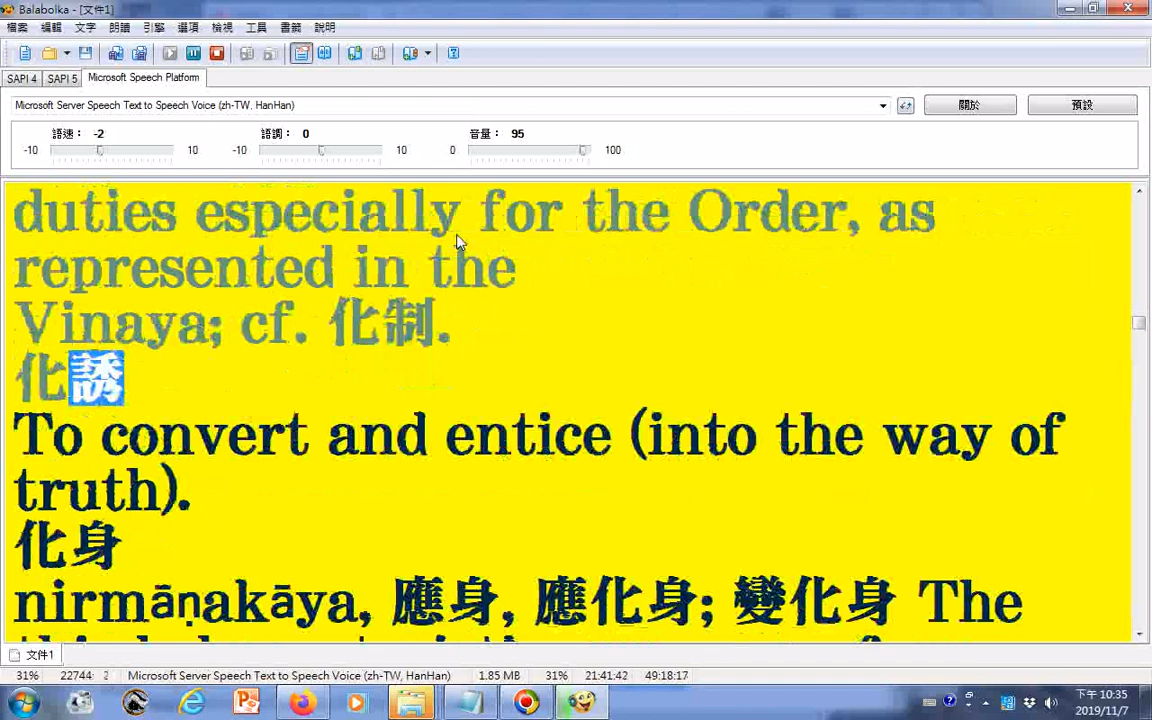 Balabolka - [文件1]
檔案 編輯 文字 朗讀 引擎 選項 檢視 工具 書籤 說明
SAPI 4 SAPI 5 Microsoft Speech Platform
Microsoft Server Speech Text to Speech Voice (zh-TW, HanHan) 關於 預設
語速： -2 語調： 0 音量： 95
-10 10 -10 10 0 100
duties especially for the Order, as
represented in the
Vinaya; cf. 化制.
化誘
To convert and entice (into the way of
truth).
化身
nirmāṇakāya, 應身, 應化身; 變化身 The
文件1
31% 22744: 2 Microsoft Server Speech Text to Speech Voice (zh-TW, HanHan) 1.85 MB 31% 21:41:42 49:18:17
下午 10:35
2019/11/7